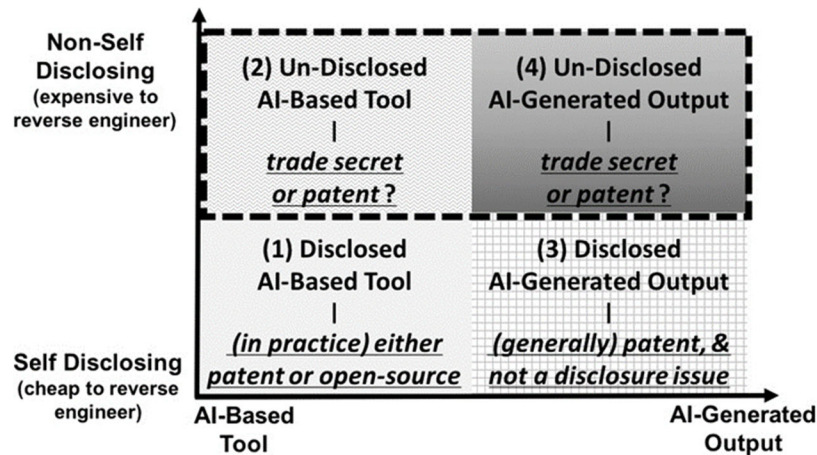 Non-Self
Disclosing
(expensive to
reverse engineer)
(2) Un-Disclosed
AI-Based Tool
|
trade secret
or patent ?
(4) Un-Disclosed
AI-Generated Output
|
trade secret
or patent ?
(1) Disclosed
AI-Based Tool
|
(in practice) either
patent or open-source
(3) Disclosed
AI-Generated Output
|
(generally) patent, &
not a disclosure issue
Self Disclosing
(cheap to reverse
engineer)
AI-Based
Tool
AI-Generated
Output